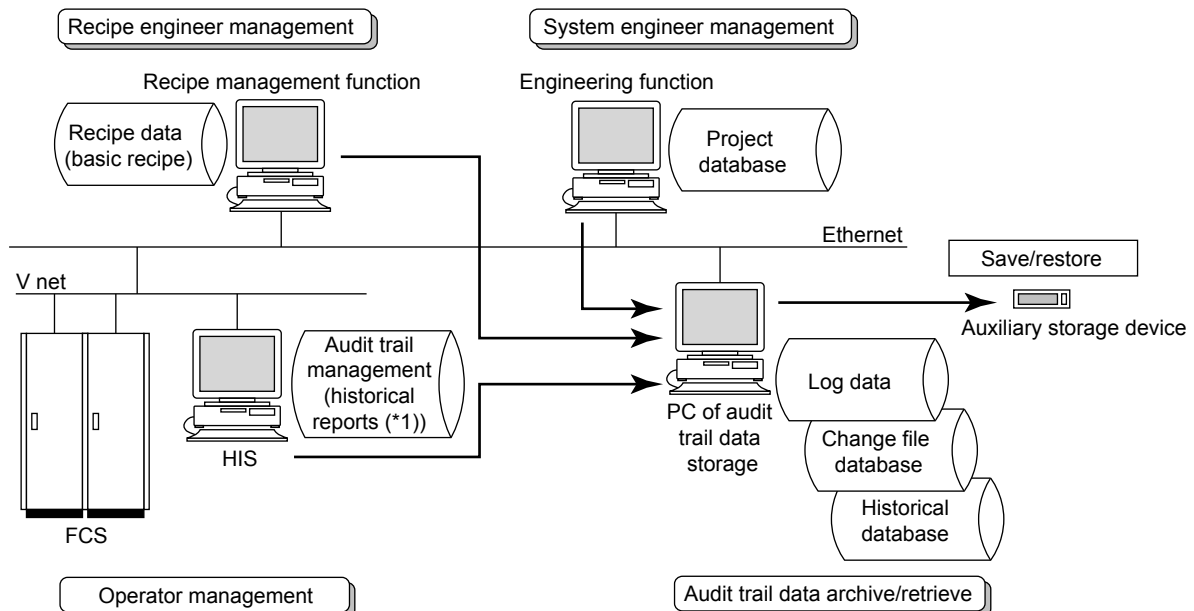 Recipe engineer management
System engineer management
Recipe management function
Engineering function
Recipe data
(basic recipe)
Project
database
Ethernet
Save/restore
V net
Auxiliary storage device
Audit trail
management
(historical
reports (*1))
Log data
PC of audit
trail data
storage
Change file
database
HIS
Historical
database
FCS
Operator management
Audit trail data archive/retrieve